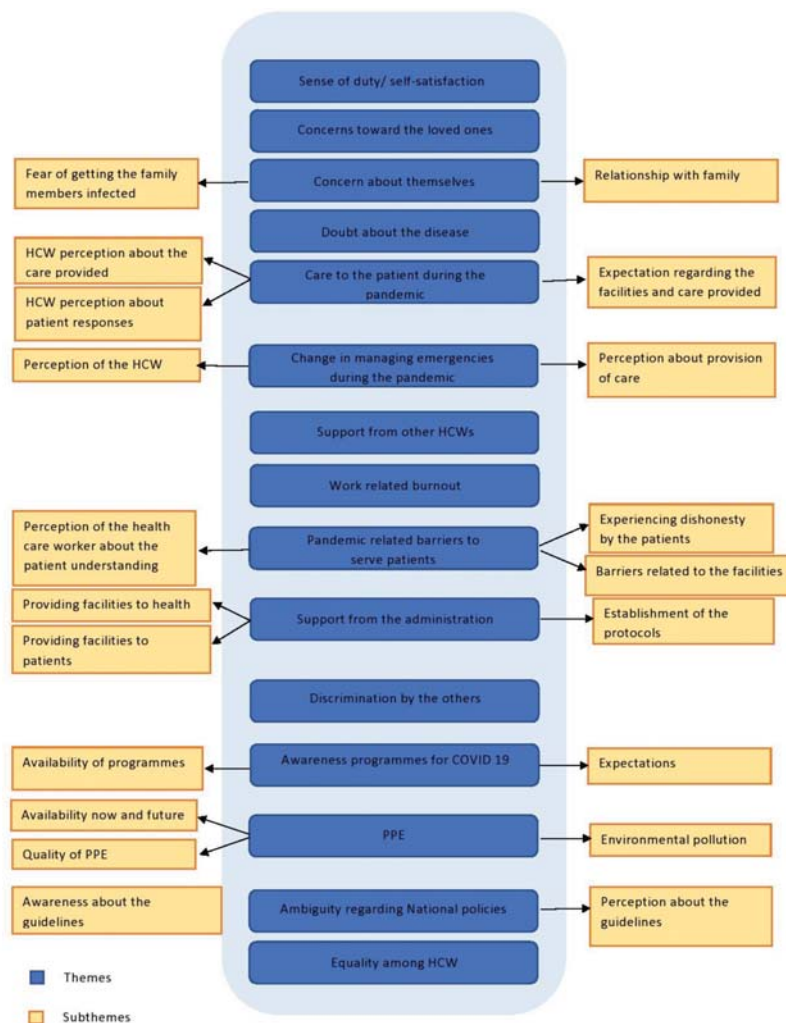 Sense of duty/ self-satisfaction
Concerns toward the loved ones
Fear of getting the family
members infected
Concern about themselves
Relationship with family
Doubt about the disease
HCW perception about the
care provided
HCW perception about
patient responses
Care to the patient during the
pandemic
Expectation regarding the
facilities and care provided
Perception of the HCW
Change in managing emergencies
during the pandemic
Perception about provision
of care
Support from other HCWs
Work related burnout
Perception of the health
care worker about the
patient understanding
Pandemic related barriers to
serve patients
Experiencing dishonesty
by the patients
Barriers related to the facilities
Providing facilities to health
Providing facilities to
patients
Support from the administration
Establishment of the
protocols
Discrimination by the others
Availability of programmes
Awareness programmes for COVID 19
Expectations
Availability now and future
Quality of PPE
PPE
Environmental pollution
Awareness about the
guidelines
Ambiguity regarding National policies
Perception about the
guidelines
Equality among HCW
Themes
Subthemes